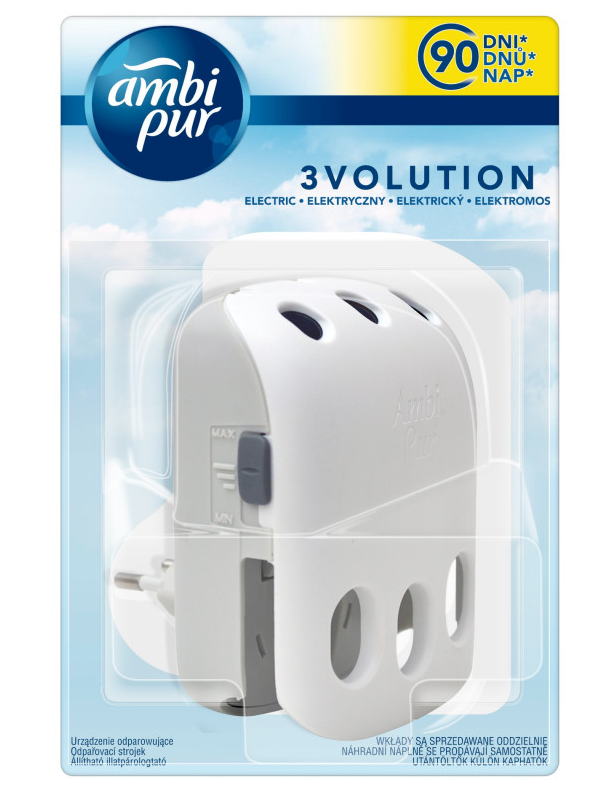 ambi
pur
90 DNI*
DNŮ*
NAP*
3VOLUTION
ELECTRIC • ELEKTRYCZNY • ELEKTRICKÝ • ELEKTROMOS
Ambi
Pur
MAX
MIN
Urządzenie odparowujące
Odpařovací strojek
Állítható illatpárologtató
WKŁADY SĄ SPRZEDAWANE ODDZIELNIE
NÁHRADNÍ NÁPLNĚ SE PRODÁVAJÍ SAMOSTATNĚ
UTÁNTÖLTŐK KÜLÖN KAPHATÓK